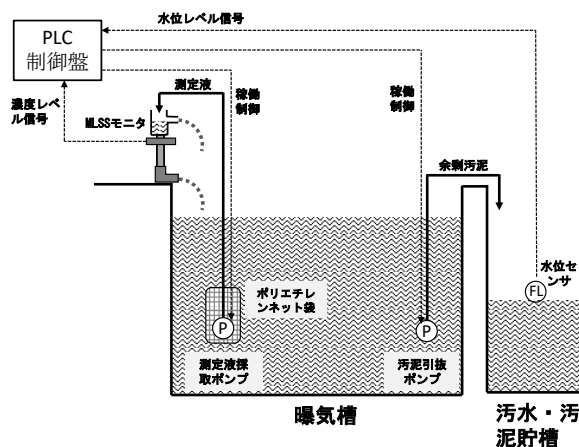 水位レベル信号
PLC
制御盤
測定液
濃度レベ
ル信号
MLSSモニタ
稼働
制御
稼働
制御
余剰汚泥
水位セ
ンサ
FL
ポリエチレ
ンネット袋
P
P
測定液採
取ポンプ
汚泥引抜
ポンプ
曝気槽
汚水・汚
泥貯槽